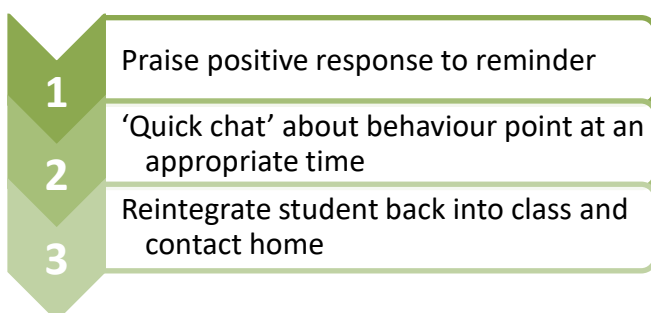 1
Praise positive response to reminder
2
‘Quick chat’ about behaviour point at an
appropriate time
3
Reintegrate student back into class and
contact home